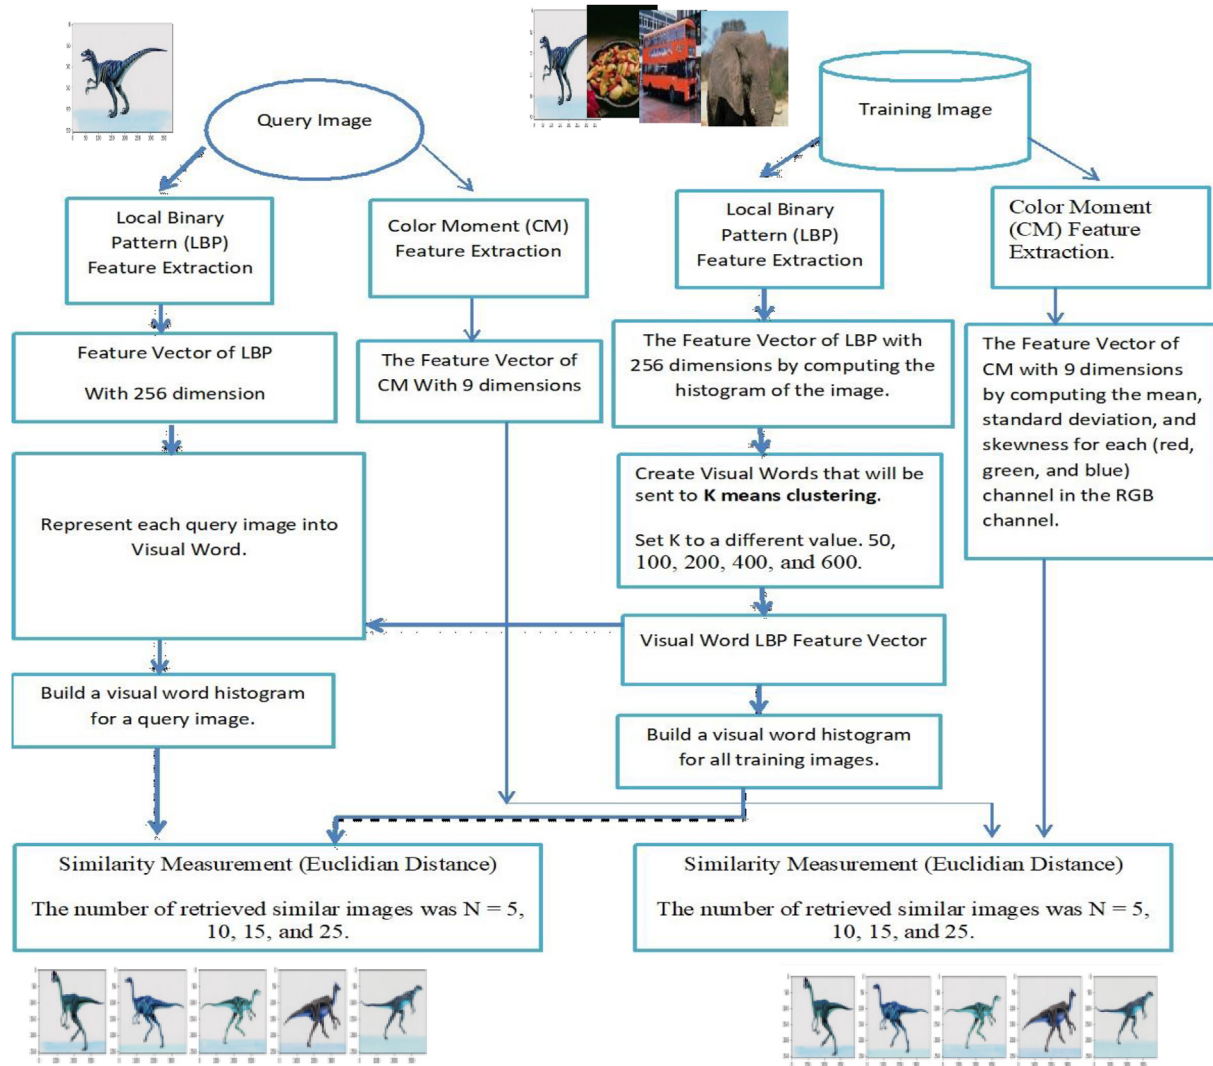 Query Image
Training Image
Local Binary
Pattern (LBP)
Feature Extraction
Color Moment (CM)
Feature Extraction
Local Binary
Pattern (LBP)
Feature Extraction
Color Moment
(CM) Feature
Extraction.
Feature Vector of LBP
With 256 dimension
The Feature Vector of
CM With 9 dimensions
The Feature Vector of LBP with
256 dimensions by computing the
histogram of the image.
The Feature Vector of
CM with 9 dimensions
by computing the mean,
standard deviation, and
skewness for each (red,
green, and blue)
channel in the RGB
channel.
Represent each query image into
Visual Word.
Create Visual Words that will be
sent to K means clustering.
Set K to a different value. 50,
100, 200, 400, and 600.
Visual Word LBP Feature Vector
Build a visual word histogram
for a query image.
Build a visual word histogram
for all training images.
Similarity Measurement (Euclidian Distance)
The number of retrieved similar images was N = 5,
10, 15, and 25.
Similarity Measurement (Euclidian Distance)
The number of retrieved similar images was N = 5,
10, 15, and 25.